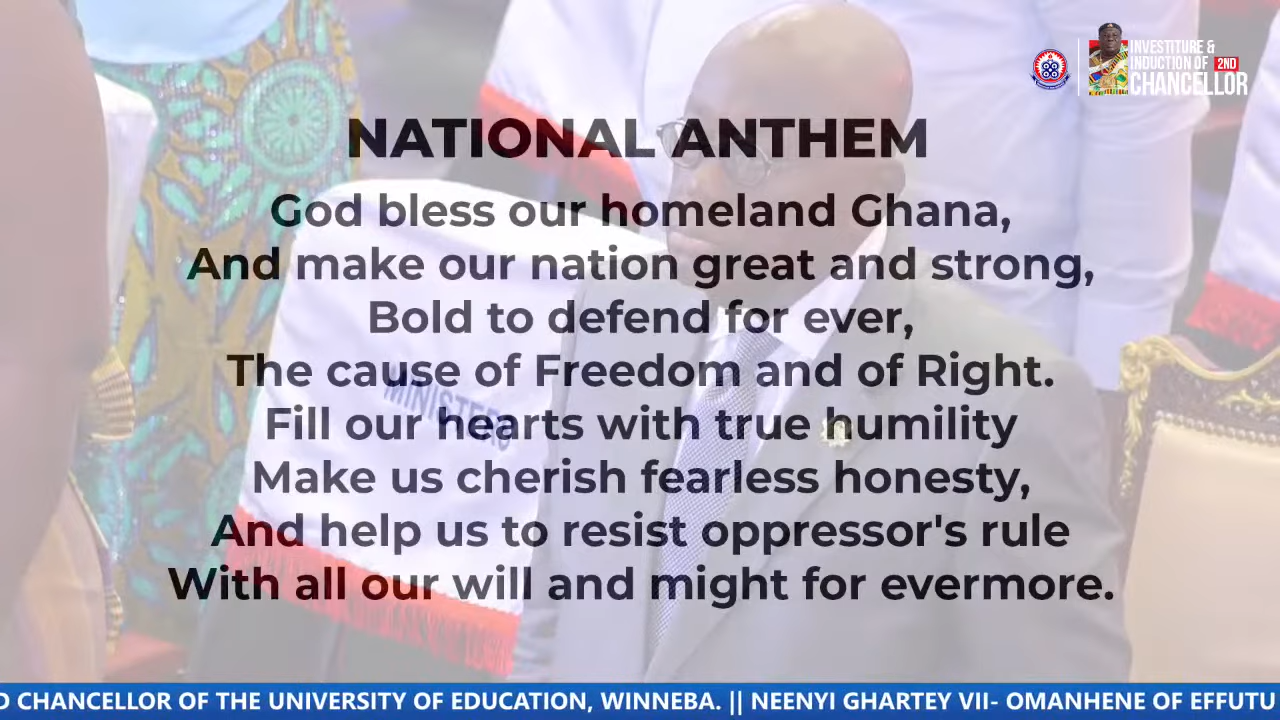 INVESTITURE &
INDUCTION OF 2ND
CHANCELLOR
NATIONAL ANTHEM
God bless our homeland Ghana,
And make our nation great and strong,
Bold to defend for ever,
The cause of Freedom and of Right.
Fill our hearts with true humility
Make us cherish fearless honesty,
And help us to resist oppressor's rule
With all our will and might for evermore.
MINISTERS
CHANCELLOR OF THE UNIVERSITY OF EDUCATION, WINNEBA. || NEENYI GHARTEY VII- OMANHENE OF EFFUTU